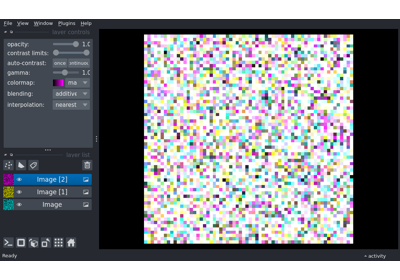 File View Window Plugins Help
layer controls
opacity: 1.0
contrast limits:
auto-contrast: once
gamma: 1.0
colormap: ma
blending: additive
interpolation: nearest
layer list
Image [2]
Image [1]
Image
Ready activity